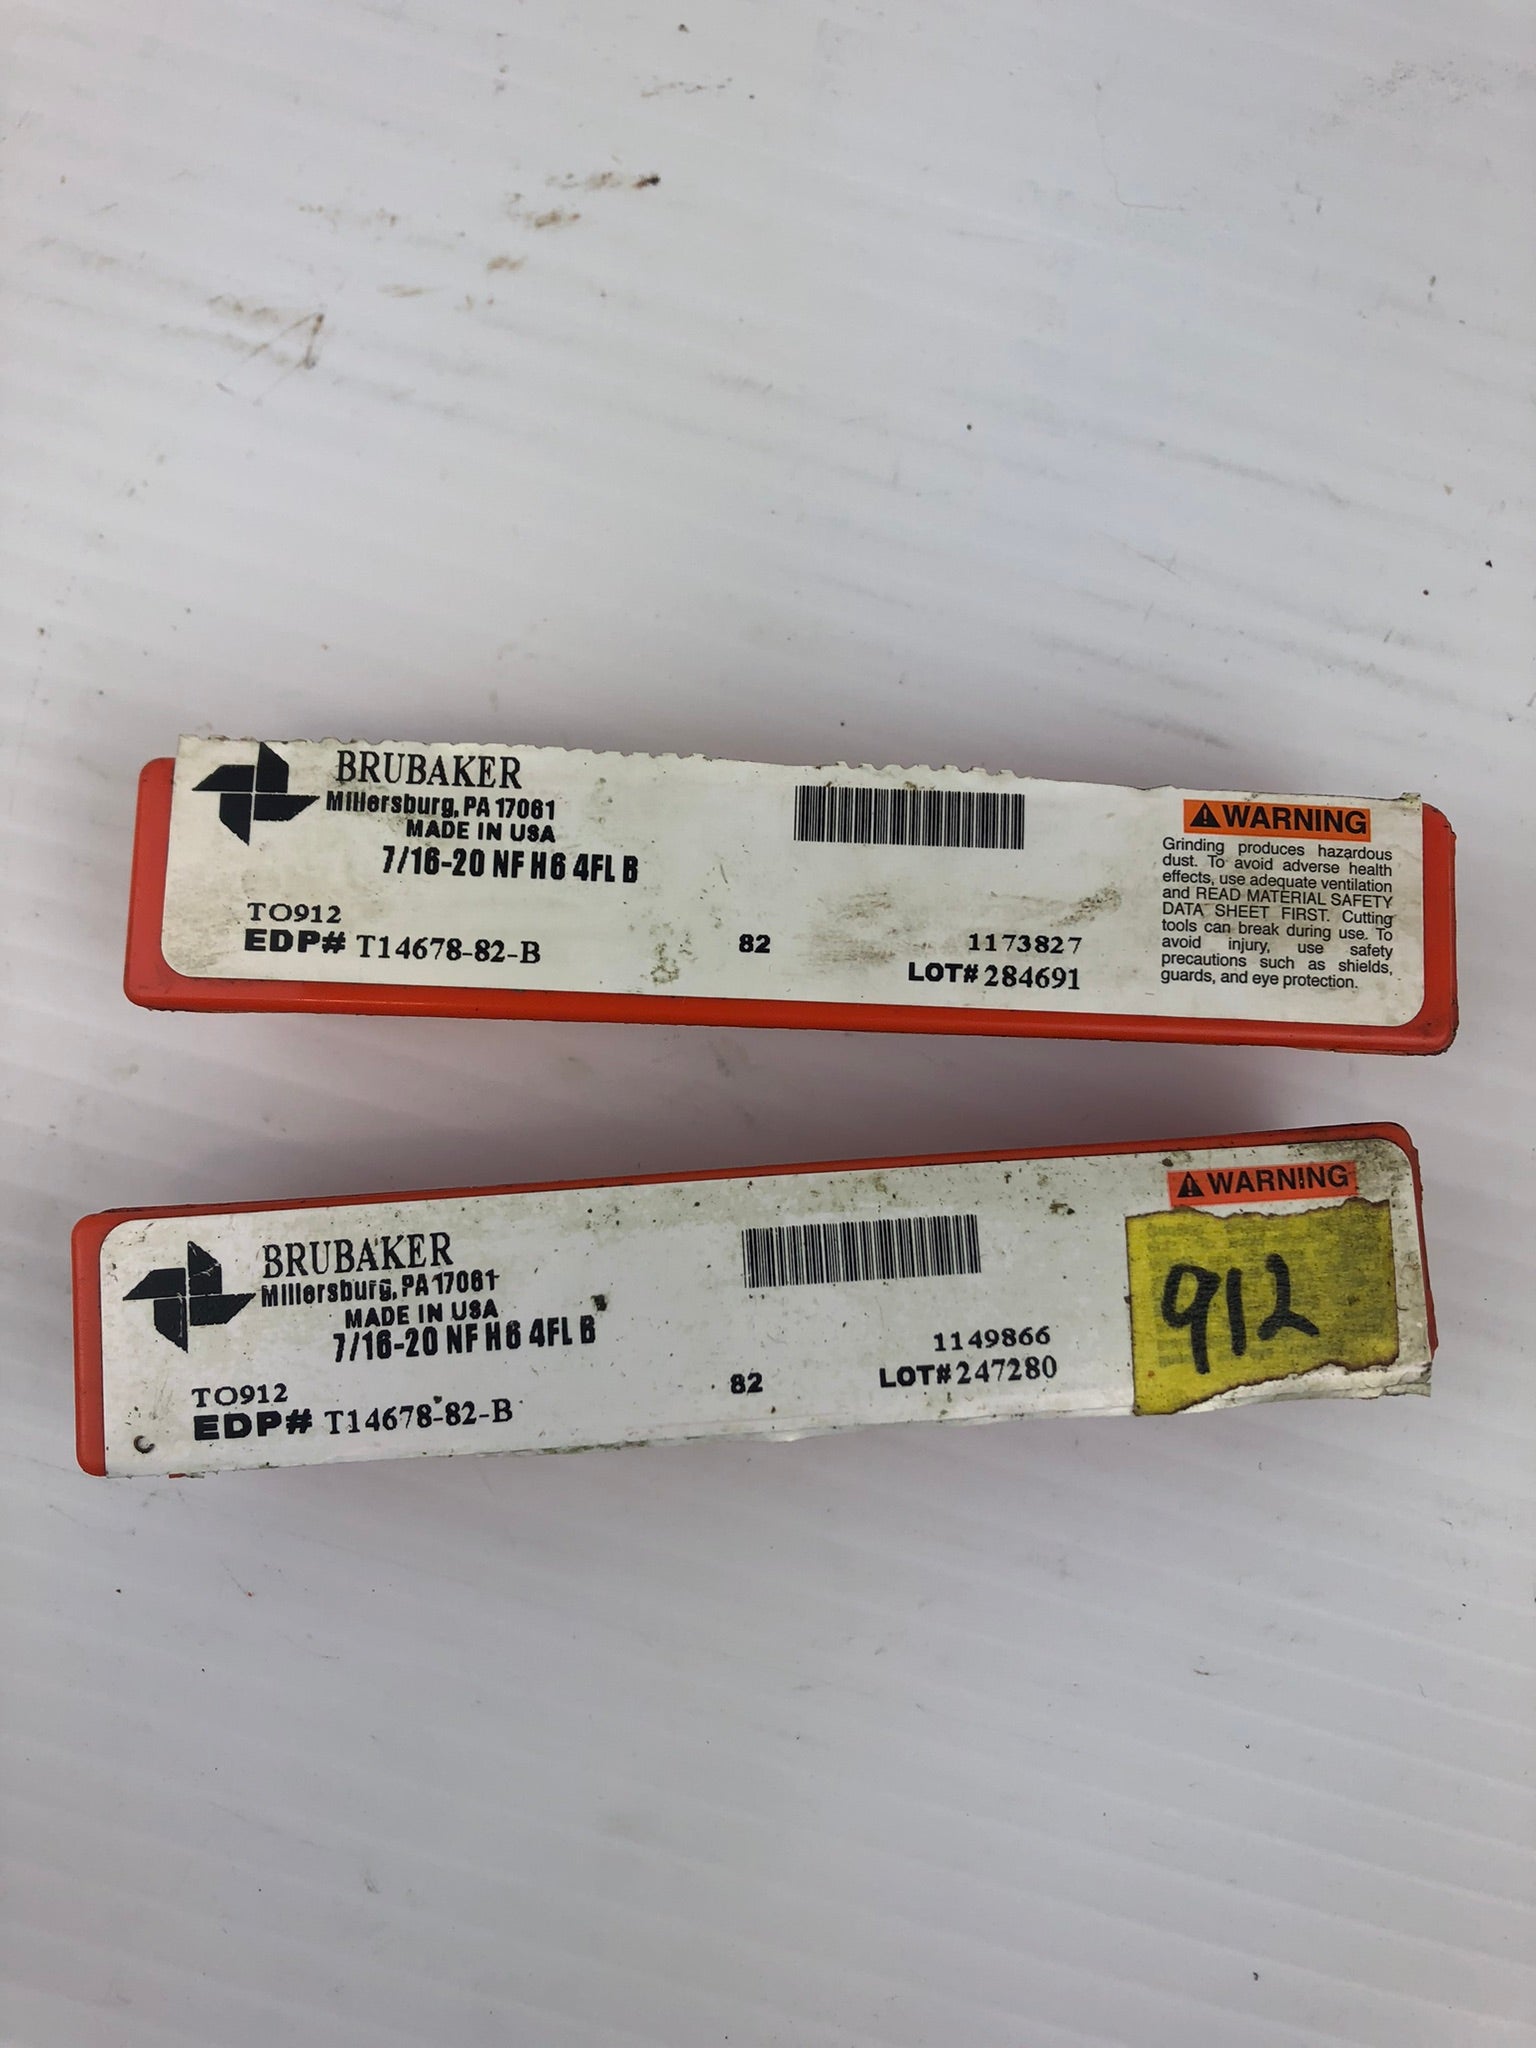 BRUBAKER
Millersburg, PA 17061
MADE IN USA
7/16-20 NF H6 4FL B
TO912
EDP# T14678-82-B
82
1173827
LOT# 284691
WARNING
Grinding produces hazardous
dust. To avoid adverse health
effects, use adequate ventilation
and READ MATERIAL SAFETY
DATA SHEET FIRST. Cutting
tools can break during use. To
avoid injury, use safety
precautions such as shields,
guards, and eye protection.
BRUBAKER
Millersburg, PA 17061
MADE IN USA
7/16-20 NF H6 4FL B
TO912
EDP# T14678-82-B
82
1149866
LOT# 247280
WARNING
912